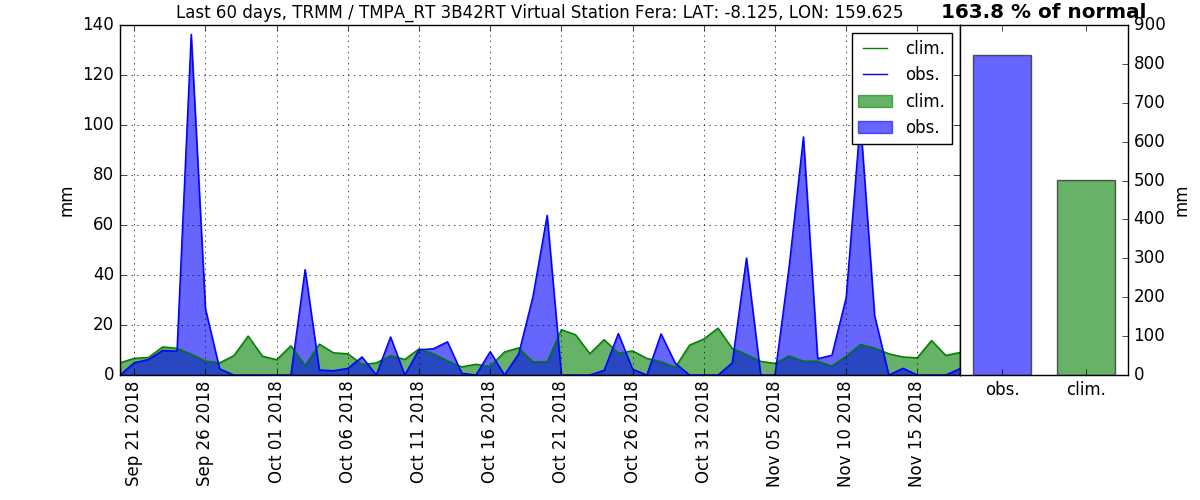 Last 60 days, TRMM / TMPA_RT 3B42RT Virtual Station Fera: LAT: -8.125, LON: 159.625
163.8 % of normal
mm
140
120
100
80
60
40
20
0
clim.
obs.
clim.
obs.
Sep 21 2018
Sep 26 2018
Oct 01 2018
Oct 06 2018
Oct 11 2018
Oct 16 2018
Oct 21 2018
Oct 26 2018
Oct 31 2018
Nov 05 2018
Nov 10 2018
Nov 15 2018
900
800
700
600
500
400
300
200
100
0
mm
obs.
clim.